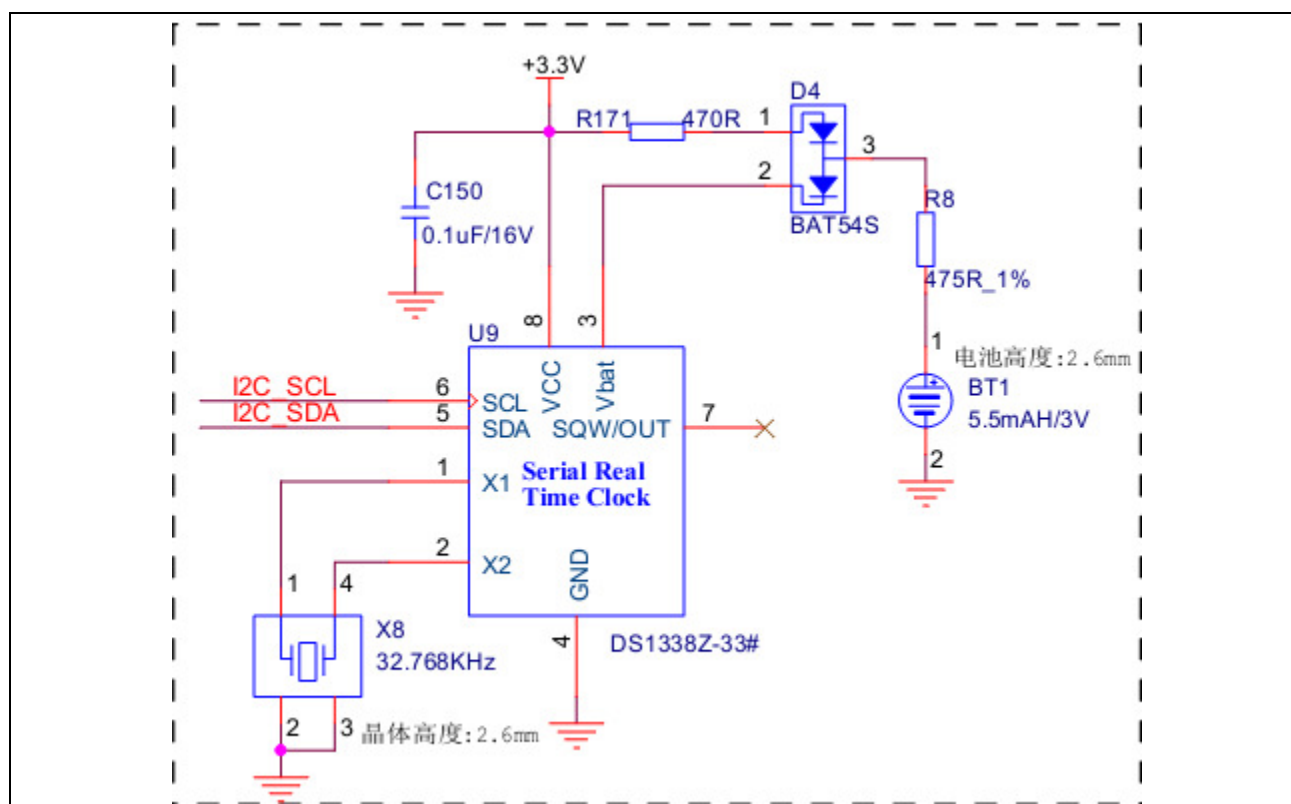 +3.3V
D4
R171
470R
1
3
2
C150
R8
0.1uF/16V
BAT54S
475R_1%
8
3
U9
1
电池高度:2.6mm
I2C_SCL
6
SCL
VCC
Vbat
BT1
I2C_SDA
5
SDA
SQW/OUT
7
5.5mAH/3V
2
1
X1
Serial Real
Time Clock
2
X2
GND
1
4
X8
4
DS1338Z-33#
32.768KHz
2
3
晶体高度:2.6mm